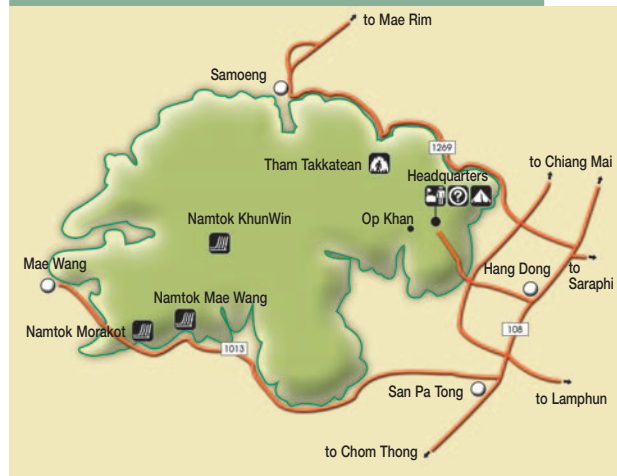 to Mae Rim
Samoeng
1269
Tham Takkatean
to Chiang Mai
Headquarters
?
Namtok KhunWin
Op Khan
Mae Wang
Hang Dong
to
Saraphi
Namtok Mae Wang
Namtok Morakot
108
1013
San Pa Tong
to Lamphun
to Chom Thong